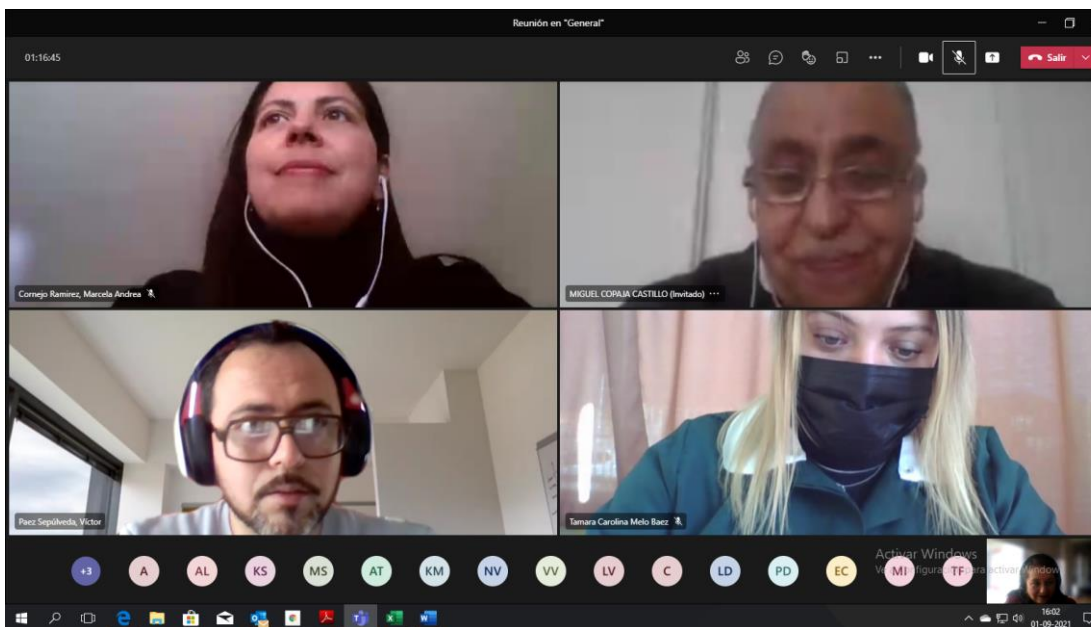 Reunión en "General"
01:16:45
Salir
Cornejo Ramirez, Marcela Andrea
MIGUEL COPAJA CASTILLO (Invitado) ···
Paez Sepúlveda, Víctor
Tamara Carolina Melo Baez
+3 A AL KS MS AT KM NV VV LV C LD PD EC MI TF
Activar Windows
16:02
01-09-2021